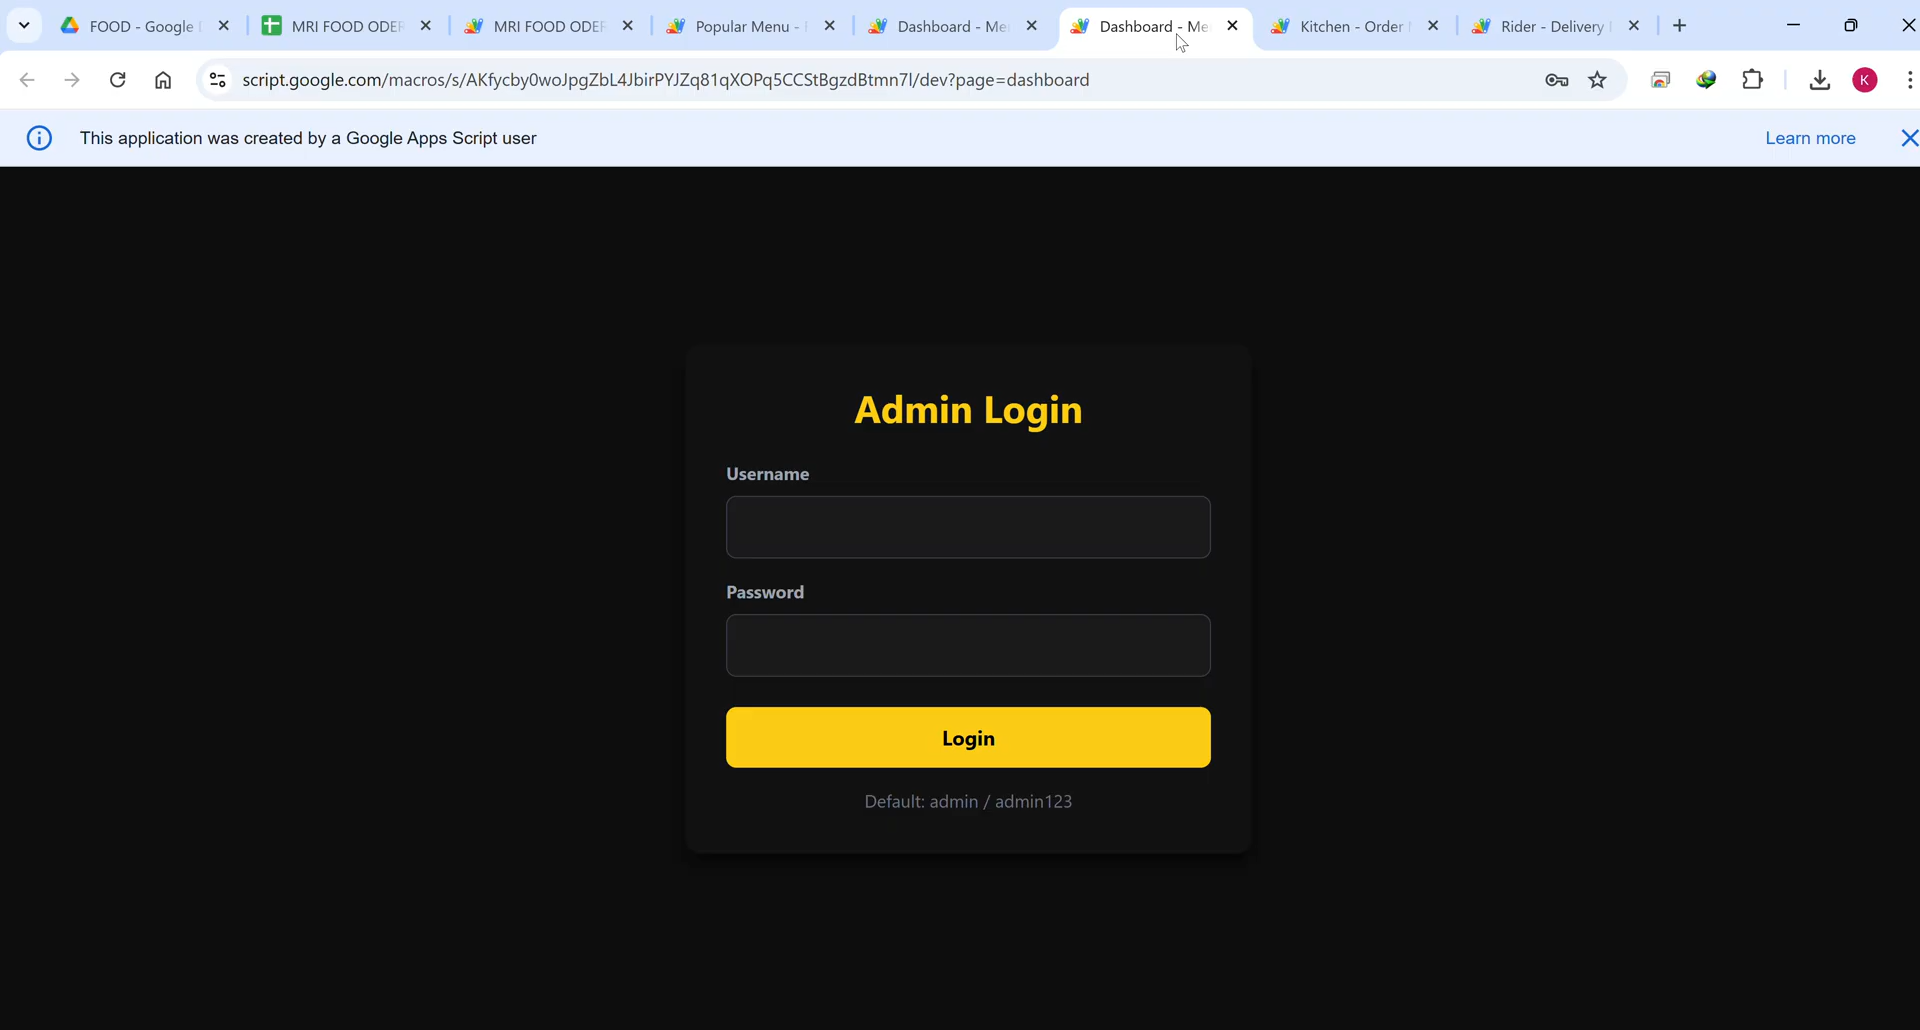 FOOD - Google
MRI FOOD ODER
MRI FOOD ODER
Popular Menu -
Dashboard - Me
Dashboard - Me
Kitchen - Order
Rider - Delivery
script.google.com/macros/s/AKfycby0woJpgZbL4JbirPYJZq81qXOPq5CCStBgzdBtmn7l/dev?page=dashboard
K
This application was created by a Google Apps Script user
Learn more
Admin Login
Username
Password
Login
Default: admin / admin123